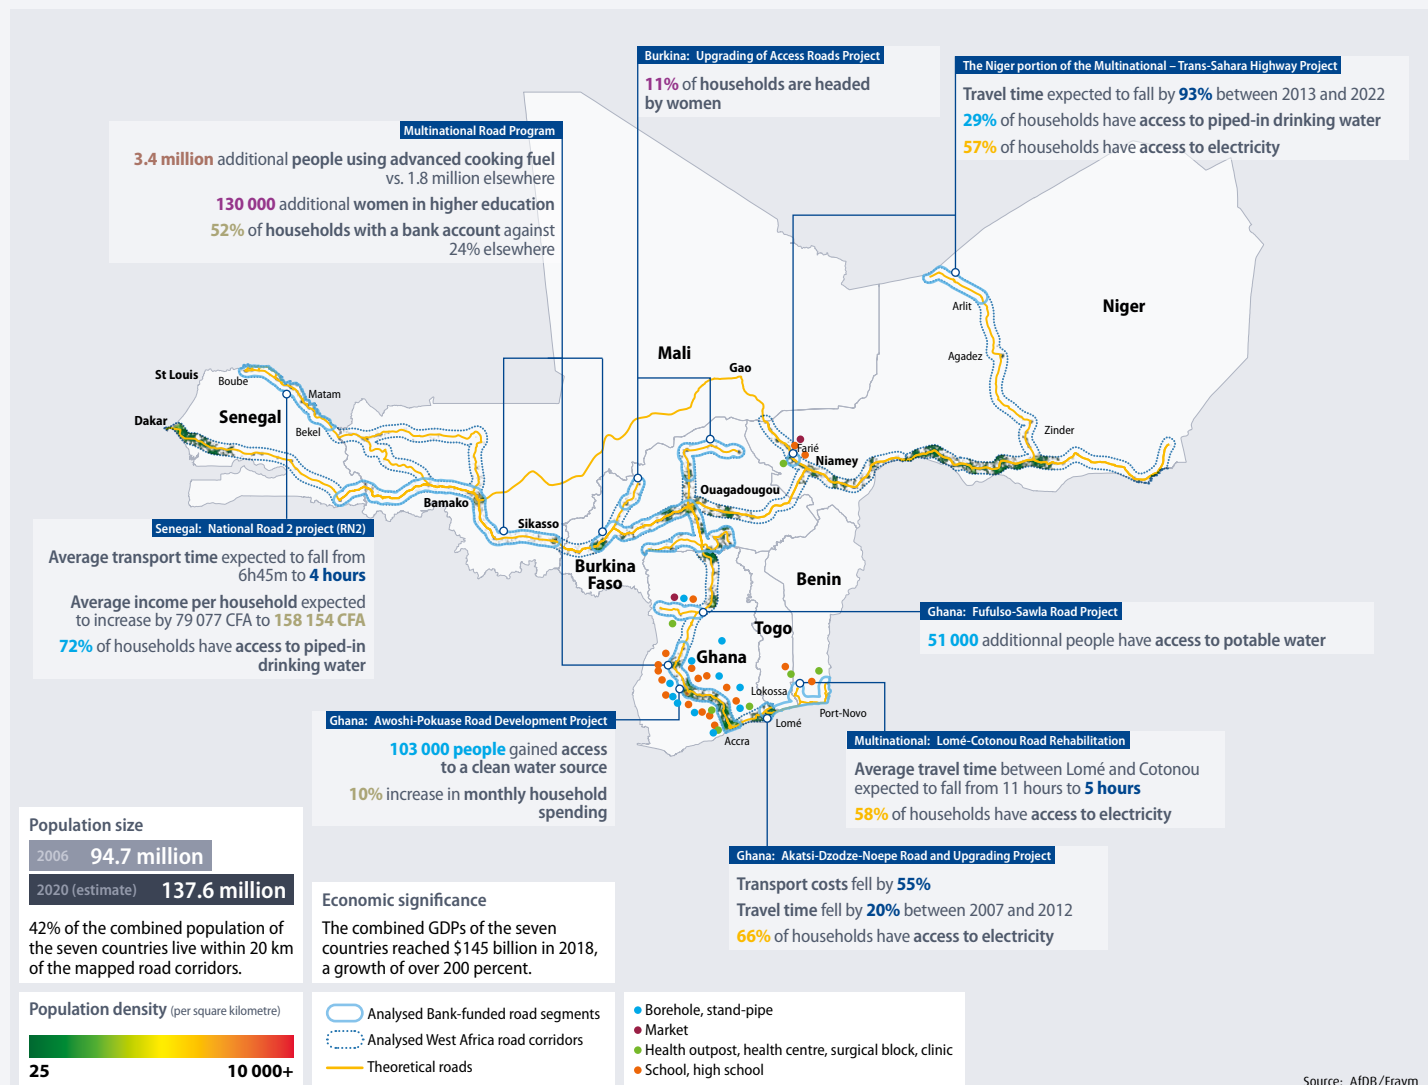 Burkina: Upgrading of Access Roads Project
11% of households are headed
by women
The Niger portion of the Multinational – Trans-Sahara Highway Project
Travel time expected to fall by 93% between 2013 and 2022
29% of households have access to piped-in drinking water
57% of households have access to electricity
Multinational Road Program
3.4 million additional people using advanced cooking fuel
vs. 1.8 million elsewhere
130 000 additional women in higher education
52% of households with a bank account against
24% elsewhere
Niger
Arlit
Agadez
Zinder
Mali
Gao
St Louis
Boube
Matam
Dakar
Senegal
Bekel
Farié
Niamey
Bamako
Ouagadougou
Sikasso
Burkina
Faso
Benin
Togo
Ghana
Lokossa
Port-Novo
Lomé
Accra
Senegal: National Road 2 project (RN2)
Average transport time expected to fall from
6h45m to 4 hours
Average income per household expected
to increase by 79 077 CFA to 158 154 CFA
72% of households have access to piped-in
drinking water
Ghana: Fufulso-Sawla Road Project
51 000 additionnal people have access to potable water
Ghana: Awoshi-Pokuase Road Development Project
103 000 people gained access
to a clean water source
10% increase in monthly household
spending
Multinational: Lomé-Cotonou Road Rehabilitation
Average travel time between Lomé and Cotonou
expected to fall from 11 hours to 5 hours
58% of households have access to electricity
Ghana: Akatsi-Dzodze-Noepe Road and Upgrading Project
Transport costs fell by 55%
Travel time fell by 20% between 2007 and 2012
66% of households have access to electricity
Population size
2006 94.7 million
2020 (estimate) 137.6 million
42% of the combined population of
the seven countries live within 20 km
of the mapped road corridors.
Economic significance
The combined GDPs of the seven
countries reached $145 billion in 2018,
a growth of over 200 percent.
Population density (per square kilometre)
25 10 000+
Analysed Bank-funded road segments
Analysed West Africa road corridors
Theoretical roads
Borehole, stand-pipe
Market
Health outpost, health centre, surgical block, clinic
School, high school
Source: AfDB/Fraym